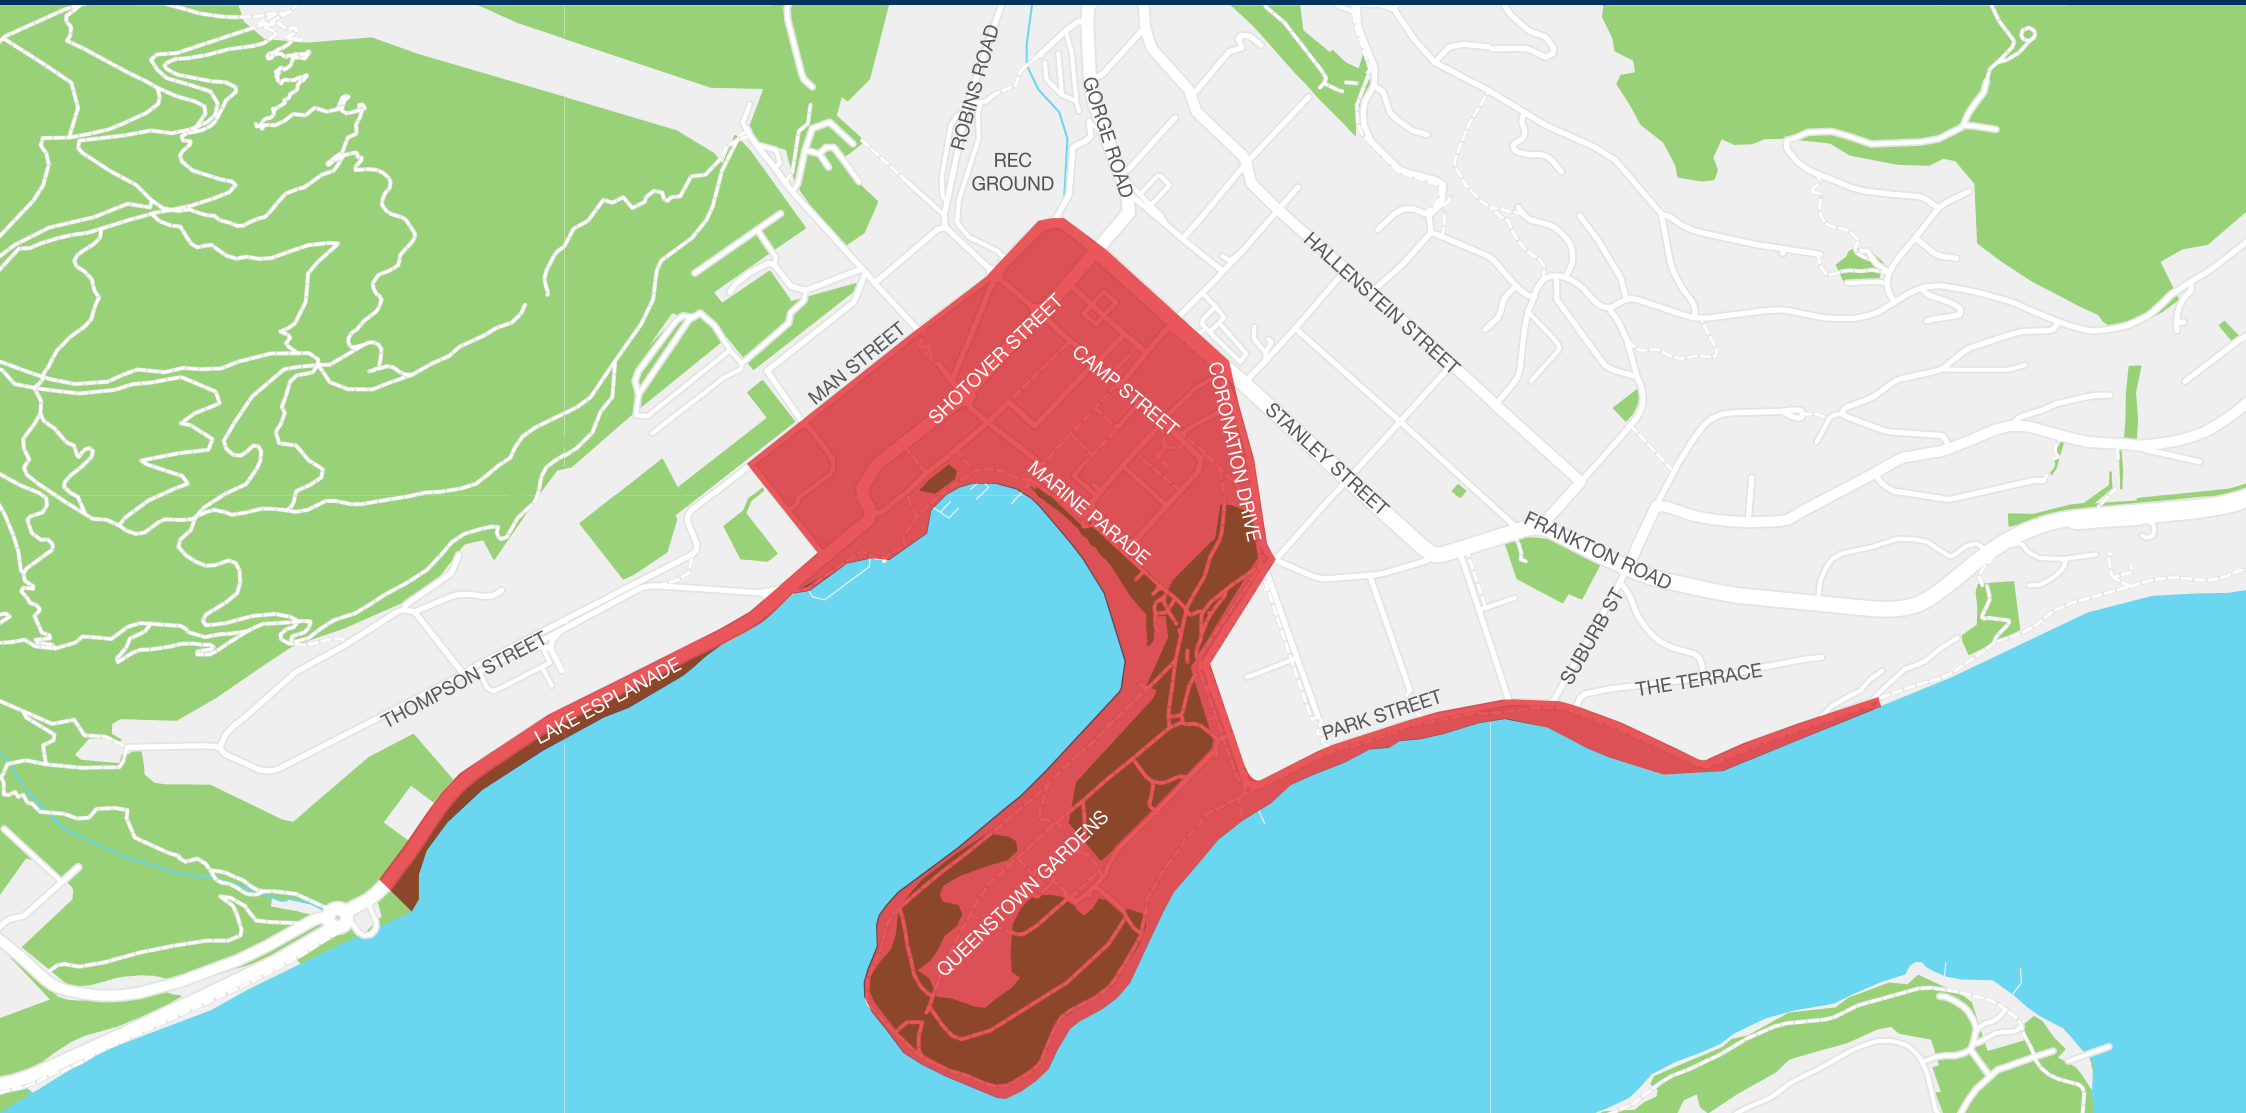 ROBINS ROAD
GORGE ROAD
REC
GROUND
HALLENSTEIN STREET
SHOTOVER STREET
MAN STREET
CAMP STREET
CORONATION DRIVE
STANLEY STREET
MARINE PARADE
FRANKTON ROAD
SUBURB ST
THOMPSON STREET
LAKE ESPLANADE
THE TERRACE
PARK STREET
QUEENSTOWN GARDENS